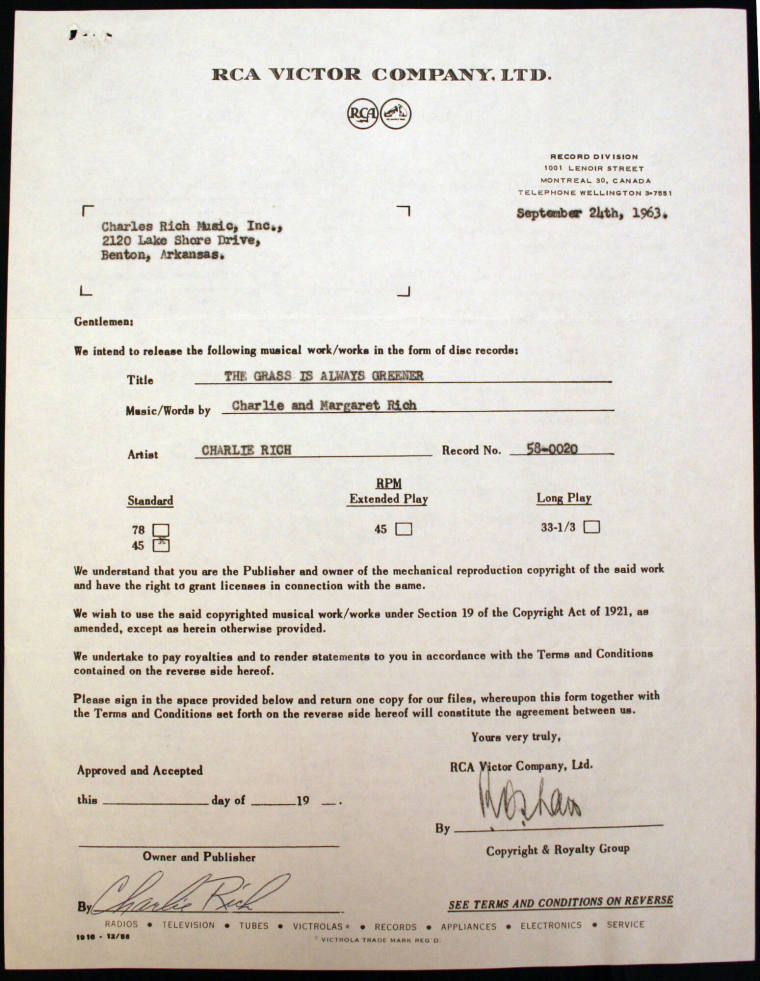 RCA VICTOR COMPANY, LTD.
RCA
RECORD DIVISION
1001 LENOIR STREET
MONTREAL 30, CANADA
TELEPHONE WELLINGTON 3-7551
September 24th, 1963.
Charles Rich Music, Inc.,
2120 Lake Shore Drive,
Benton, Arkansas.
Gentlemen:
We intend to release the following musical work/works in the form of disc records:
Title THE GRASS IS ALWAYS GREENER
Music/Words by Charlie and Margaret Rich
Artist CHARLIE RICH Record No. 58-0020
RPM
Standard Extended Play Long Play
78 45 33-1/3
45 x
We understand that you are the Publisher and owner of the mechanical reproduction copyright of the said work
and have the right to grant licenses in connection with the same.
We wish to use the said copyrighted musical work/works under Section 19 of the Copyright Act of 1921, as
amended, except as herein otherwise provided.
We undertake to pay royalties and to render statements to you in accordance with the Terms and Conditions
contained on the reverse side hereof.
Please sign in the space provided below and return one copy for our files, whereupon this form together with
the Terms and Conditions set forth on the reverse side hereof will constitute the agreement between us.
Yours very truly,
Approved and Accepted RCA Victor Company, Ltd.
this ____ day of ____ 19 __.
By
Owner and Publisher Copyright & Royalty Group
By Charlie Rich SEE TERMS AND CONDITIONS ON REVERSE
RADIOS • TELEVISION • TUBES • VICTROLAS* • RECORDS • APPLIANCES • ELECTRONICS • SERVICE
* VICTROLA TRADE MARK REG'D.